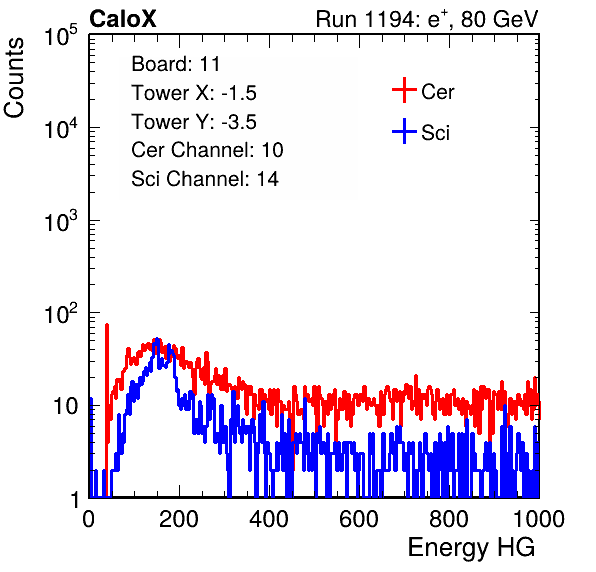 CaloX Run 1194: e⁺, 80 GeV
Counts
Board: 11
Tower X: -1.5
Tower Y: -3.5
Cer Channel: 10
Sci Channel: 14
Cer
Sci
10⁵
10⁴
10³
10²
10
1
0 200 400 600 800 1000
Energy HG